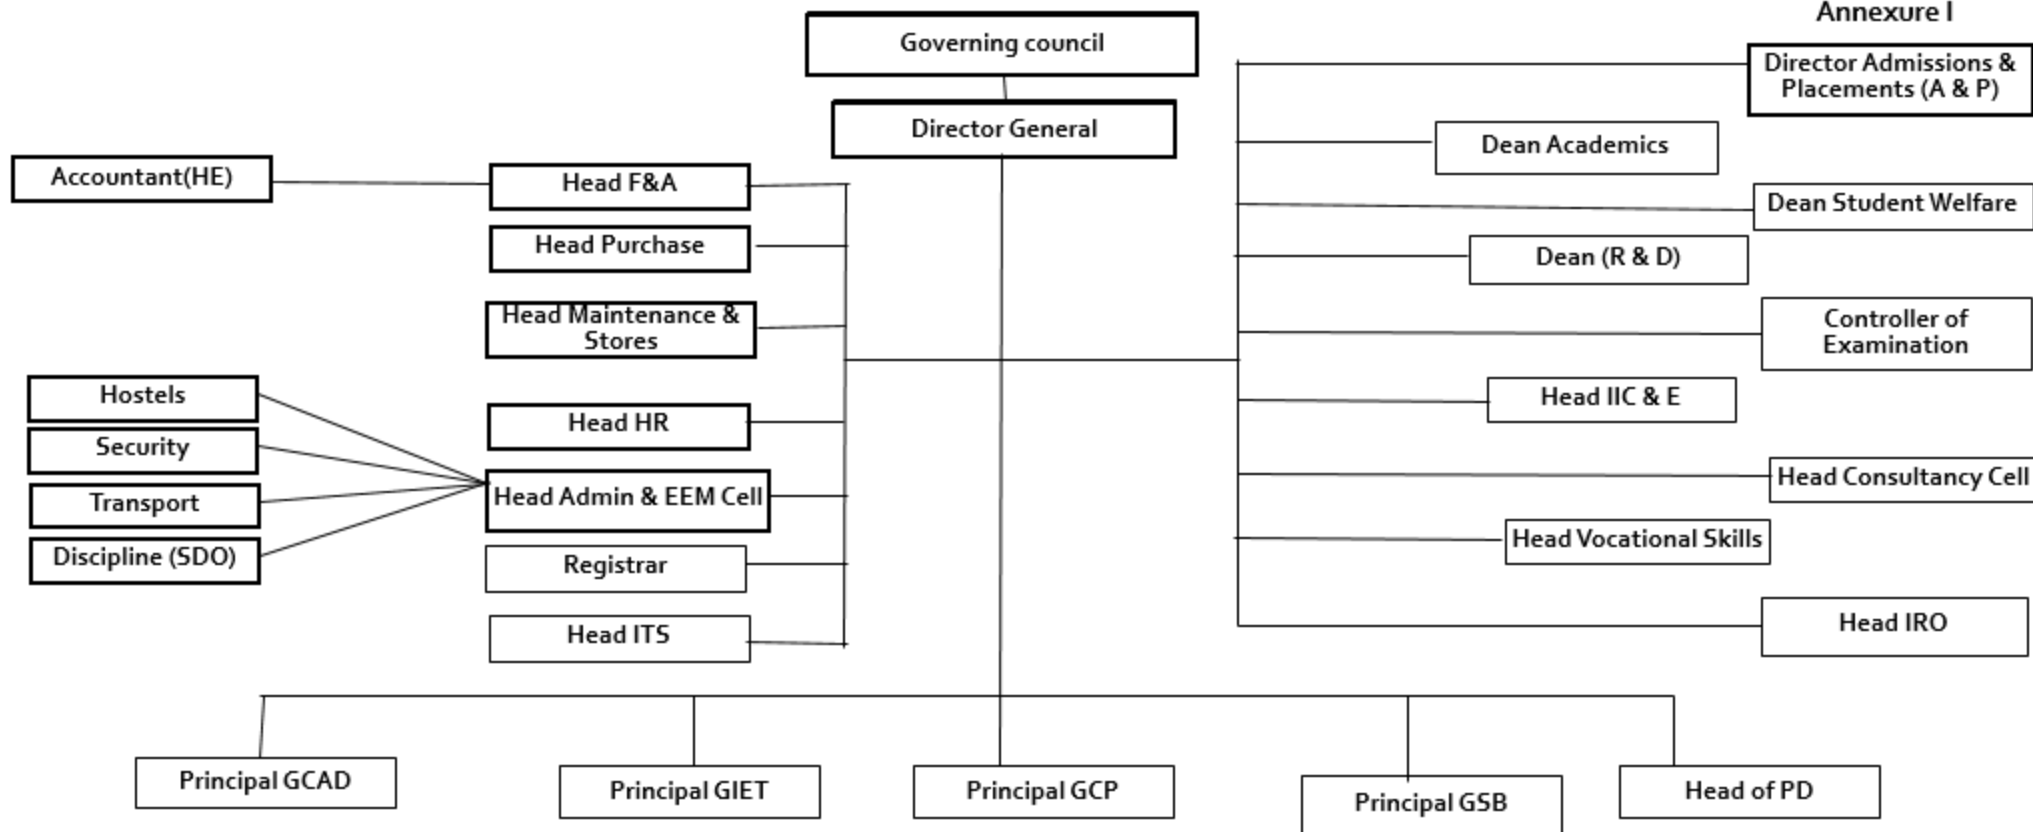 Annexure I
Governing council
Director General
Director Admissions &
Placements (A & P)
Dean Academics
Dean Student Welfare
Dean (R & D)
Controller of
Examination
Head IIC & E
Head Consultancy Cell
Head Vocational Skills
Head IRO
Accountant(HE)
Head F&A
Head Purchase
Head Maintenance &
Stores
Head HR
Head Admin & EEM Cell
Registrar
Head ITS
Hostels
Security
Transport
Discipline (SDO)
Principal GCAD
Principal GIET
Principal GCP
Principal GSB
Head of PD